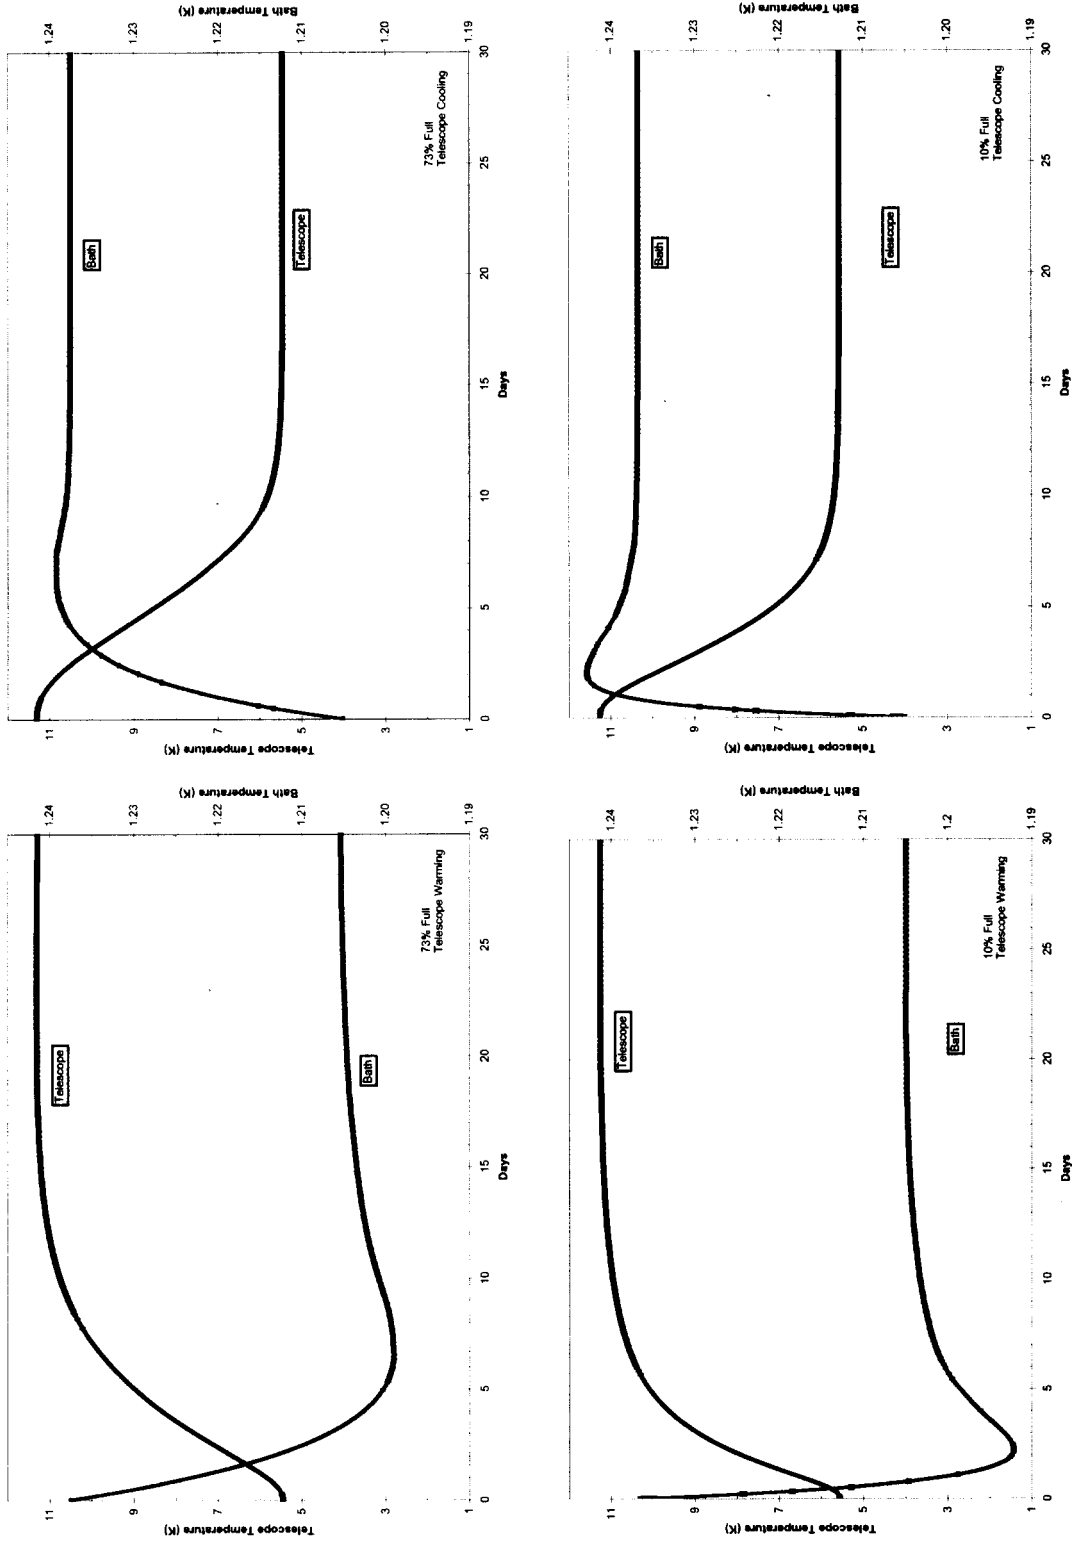 Telescope Temperature (K)
11
9
7
5
3
1
Telescope
Bath
73% Full
Telescope Warming
1.24
1.23
1.22
1.21
1.20
1.19
Bath Temperature (K)
0 5 10 15 20 25 30
Days
Telescope Temperature (K)
11
9
7
5
3
1
Bath
Telescope
73% Full
Telescope Cooling
1.24
1.23
1.22
1.21
1.20
1.19
Bath Temperature (K)
0 5 10 15 20 25 30
Days
Telescope Temperature (K)
11
9
7
5
3
1
Telescope
Bath
10% Full
Telescope Warming
1.24
1.23
1.22
1.21
1.2
1.19
Bath Temperature (K)
0 5 10 15 20 25 30
Days
Telescope Temperature (K)
11
9
7
5
3
1
Bath
Telescope
10% Full
Telescope Cooling
1.24
1.23
1.22
1.21
1.20
1.19
Bath Temperature (K)
0 5 10 15 20 25 30
Days